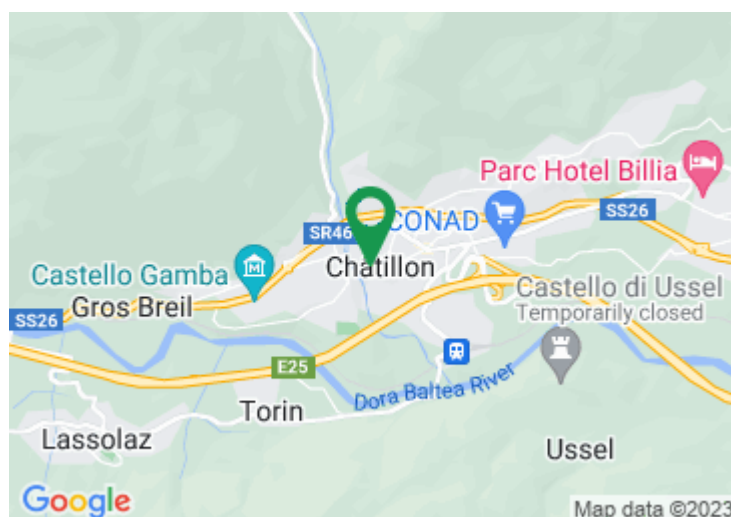 Parc Hotel Billia
SS26
CONAD
SR46
Chatillon
Castello Gamba
Gros Breil
Castello di Ussel
Temporarily closed
SS26
E25
Dora Baltea River
Torin
Lassolaz
Ussel
Google
Map data ©2023